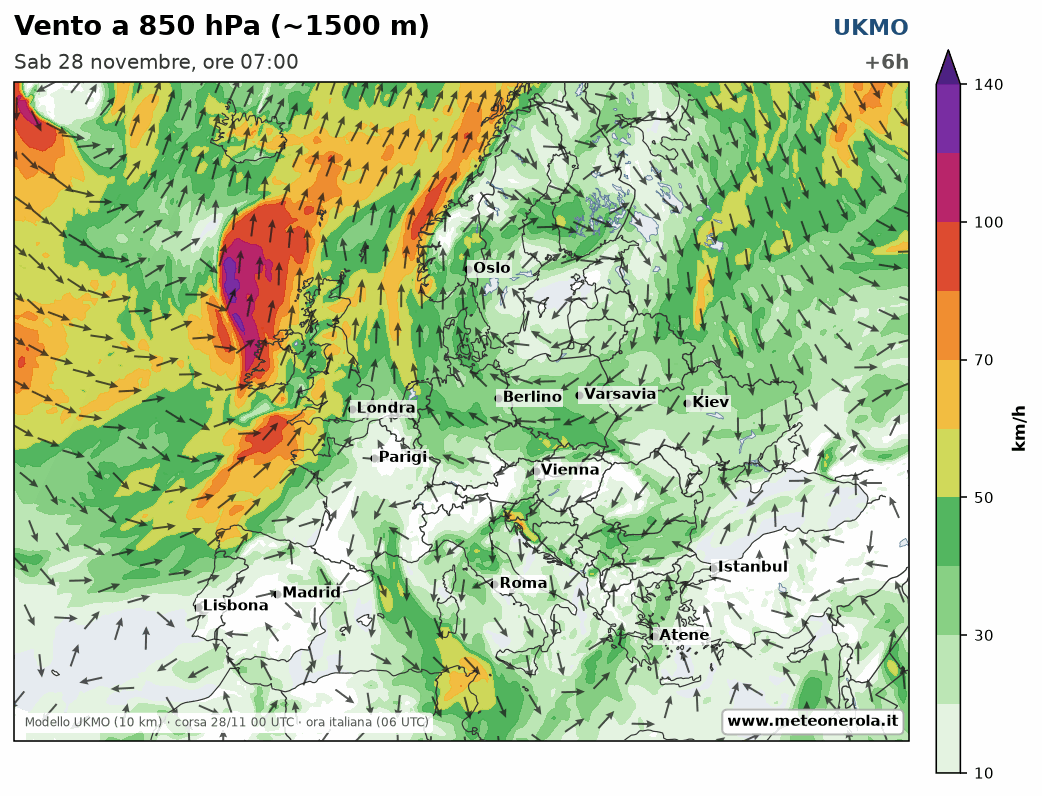 Vento a 850 hPa (~1500 m)
UKMO
Sab 28 novembre, ore 07:00
+6h
140
100
70
50
30
10
km/h
Oslo
Londra
Berlino
Varsavia
Kiev
Parigi
Vienna
Istanbul
Madrid
Roma
Lisbona
Atene
Modello UKMO (10 km) · corsa 28/11 00 UTC · ora italiana (06 UTC)
www.meteonerola.it